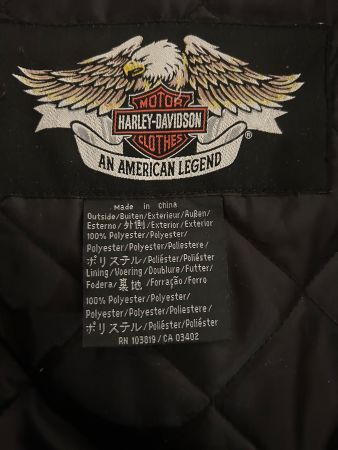 MOTOR
HARLEY-DAVIDSON
CLOTHES
®
AN AMERICAN LEGEND
Made in China
Outside/Buiten/Exterieur/Außen/
Esterno/外側/Exterior/Exterior
100% Polyester/Polyester/
Polyester/Polyester/Poliestere/
ポリステル/Poliéster/Poliéster
Lining/Voering/Doublure/Futter/
Fodera/裏地/Forração/Forro
100% Polyester/Polyester/
Polyester/Polyester/Poliestere/
ポリステル/Poliéster/Poliéster
RN 103819/CA 03402